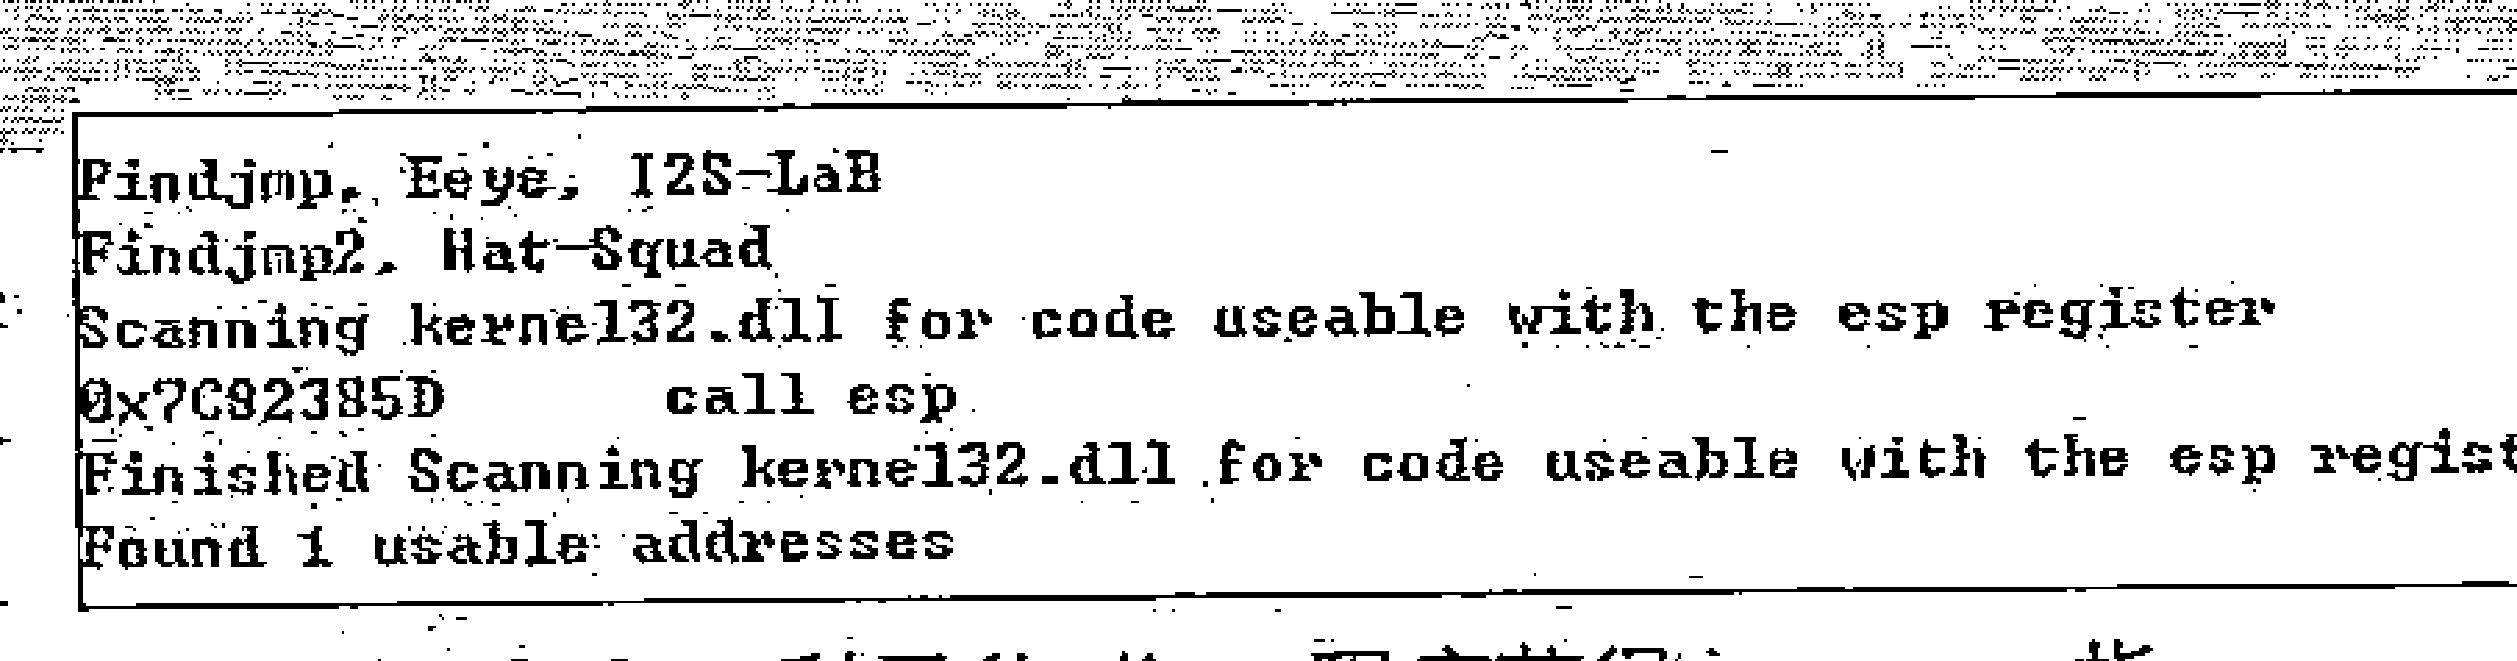 Findjmp, Eeye, I2S-LaB
Findjmp2, Hat-Squad
Scanning kernel32.dll for code useable with the esp register
0x7C82385D call esp
Finished Scanning kernel32.dll for code useable with the esp regist
Found 1 usable addresses